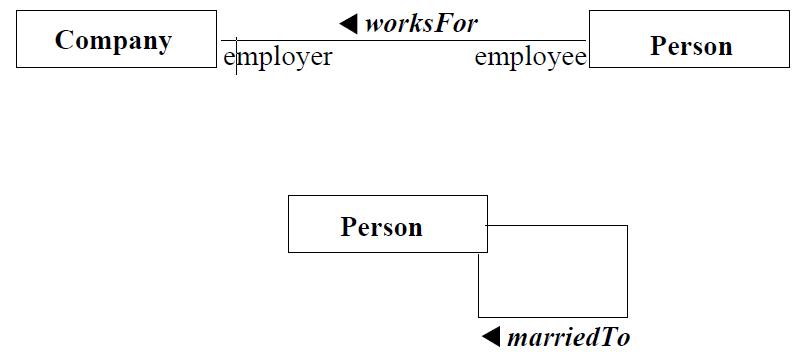 Company
◀ worksFor
employer
employee
Person
Person
◀ marriedTo